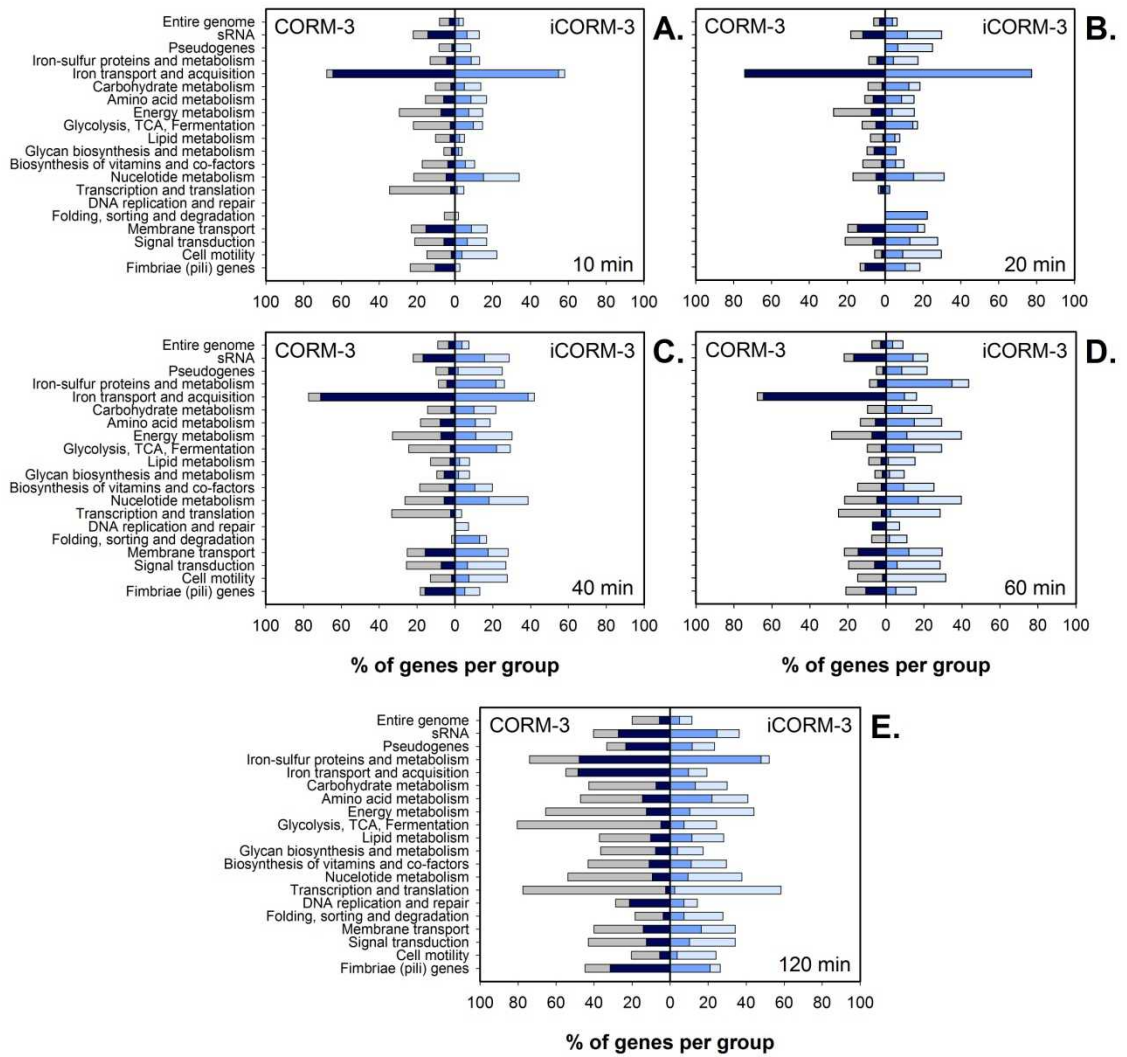 CORM-3 iCORM-3 A.
Entire genome
sRNA
Pseudogenes
Iron-sulfur proteins and metabolism
Iron transport and acquisition
Carbohydrate metabolism
Amino acid metabolism
Energy metabolism
Glycolysis, TCA, Fermentation
Lipid metabolism
Glycan biosynthesis and metabolism
Biosynthesis of vitamins and co-factors
Nucelotide metabolism
Transcription and translation
DNA replication and repair
Folding, sorting and degradation
Membrane transport
Signal transduction
Cell motility
Fimbriae (pili) genes
10 min
100 80 60 40 20 0 20 40 60 80 100
CORM-3 iCORM-3 B.
20 min
100 80 60 40 20 0 20 40 60 80 100
CORM-3 iCORM-3 C.
Entire genome
sRNA
Pseudogenes
Iron-sulfur proteins and metabolism
Iron transport and acquisition
Carbohydrate metabolism
Amino acid metabolism
Energy metabolism
Glycolysis, TCA, Fermentation
Lipid metabolism
Glycan biosynthesis and metabolism
Biosynthesis of vitamins and co-factors
Nucelotide metabolism
Transcription and translation
DNA replication and repair
Folding, sorting and degradation
Membrane transport
Signal transduction
Cell motility
Fimbriae (pili) genes
40 min
100 80 60 40 20 0 20 40 60 80 100
% of genes per group
CORM-3 iCORM-3 D.
60 min
100 80 60 40 20 0 20 40 60 80 100
% of genes per group
CORM-3 iCORM-3 E.
Entire genome
sRNA
Pseudogenes
Iron-sulfur proteins and metabolism
Iron transport and acquisition
Carbohydrate metabolism
Amino acid metabolism
Energy metabolism
Glycolysis, TCA, Fermentation
Lipid metabolism
Glycan biosynthesis and metabolism
Biosynthesis of vitamins and co-factors
Nucelotide metabolism
Transcription and translation
DNA replication and repair
Folding, sorting and degradation
Membrane transport
Signal transduction
Cell motility
Fimbriae (pili) genes
120 min
100 80 60 40 20 0 20 40 60 80 100
% of genes per group